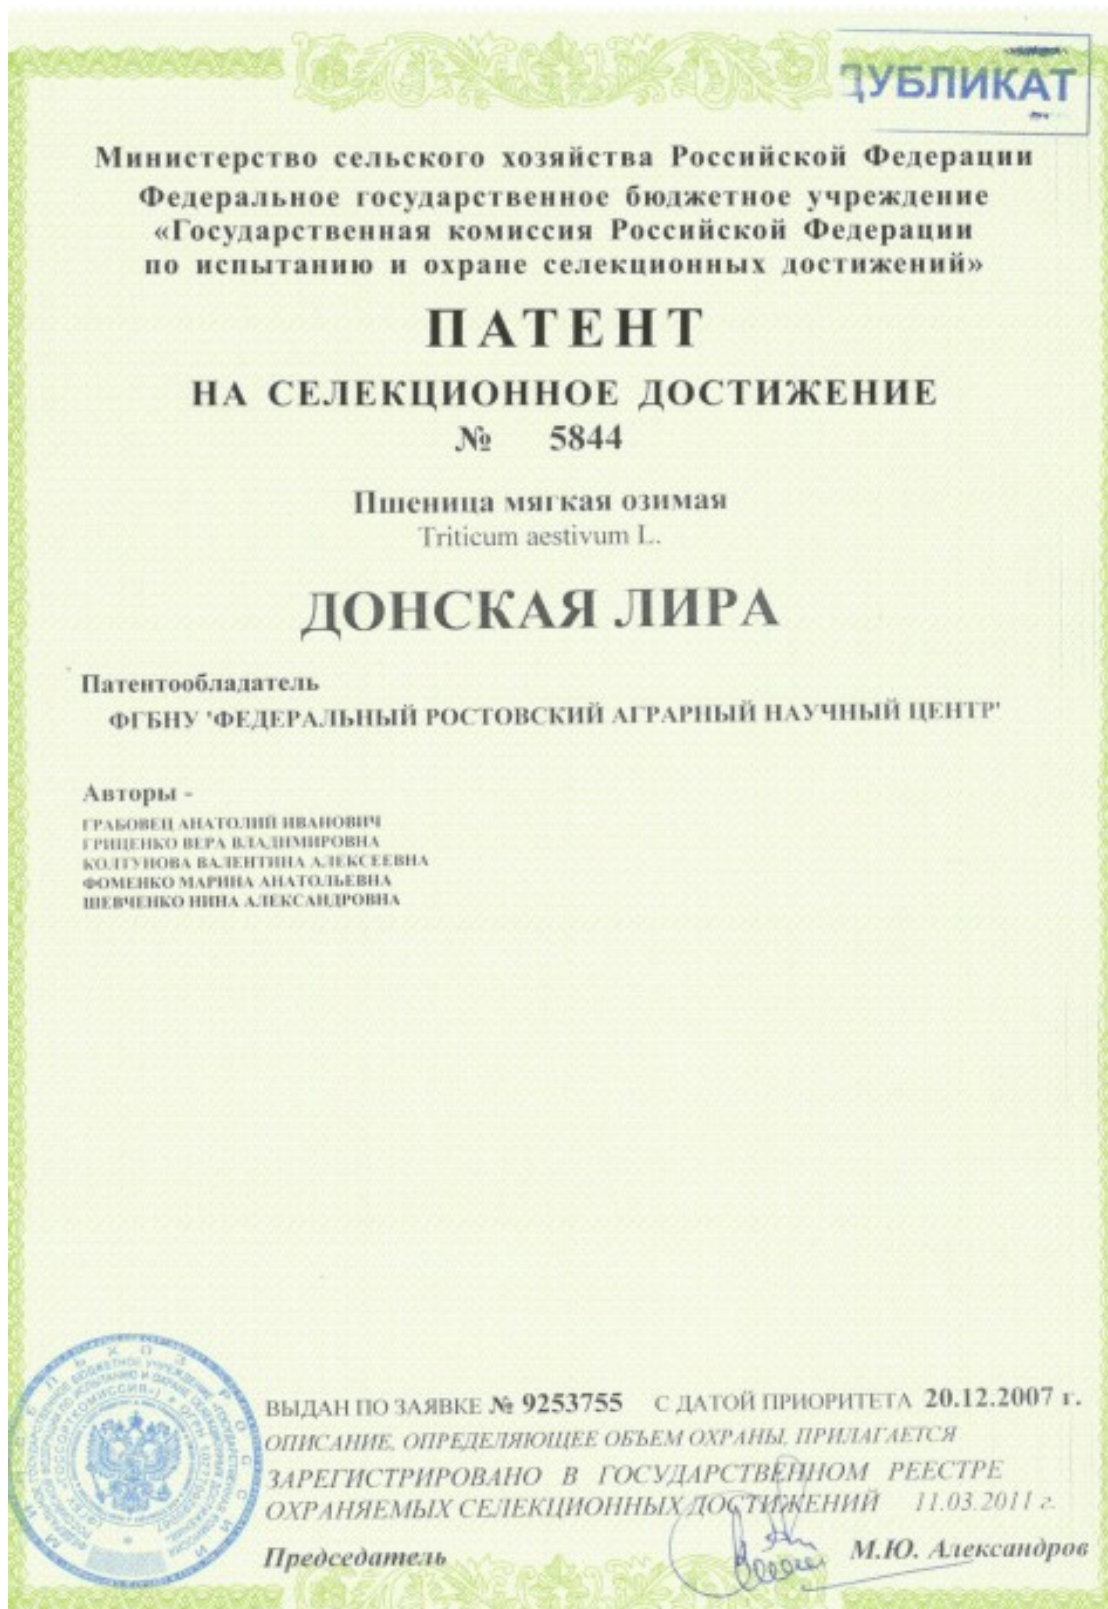 ДУБЛИКАТ
Министерство сельского хозяйства Российской Федерации
Федеральное государственное бюджетное учреждение
«Государственная комиссия Российской Федерации
по испытанию и охране селекционных достижений»
ПАТЕНТ
НА СЕЛЕКЦИОННОЕ ДОСТИЖЕНИЕ
№ 5844
Пшеница мягкая озимая
Triticum aestivum L.
ДОНСКАЯ ЛИРА
Патентообладатель
ФГБНУ 'ФЕДЕРАЛЬНЫЙ РОСТОВСКИЙ АГРАРНЫЙ НАУЧНЫЙ ЦЕНТР'
Авторы -
ГРАБОВЕЦ АНАТОЛИЙ ИВАНОВИЧ
ГРИЦЕНКО ВЕРА ВЛАДИМИРОВНА
КОЛТУНОВА ВАЛЕНТИНА АЛЕКСЕЕВНА
ФОМЕНКО МАРИНА АНАТОЛЬЕВНА
ШЕВЧЕНКО НИНА АЛЕКСАНДРОВНА
ВЫДАН ПО ЗАЯВКЕ № 9253755 С ДАТОЙ ПРИОРИТЕТА 20.12.2007 г.
ОПИСАНИЕ, ОПРЕДЕЛЯЮЩЕЕ ОБЪЕМ ОХРАНЫ, ПРИЛАГАЕТСЯ
ЗАРЕГИСТРИРОВАНО В ГОСУДАРСТВЕННОМ РЕЕСТРЕ
ОХРАНЯЕМЫХ СЕЛЕКЦИОННЫХ ДОСТИЖЕНИЙ 11.03.2011 г.
Председатель М.Ю. Александров